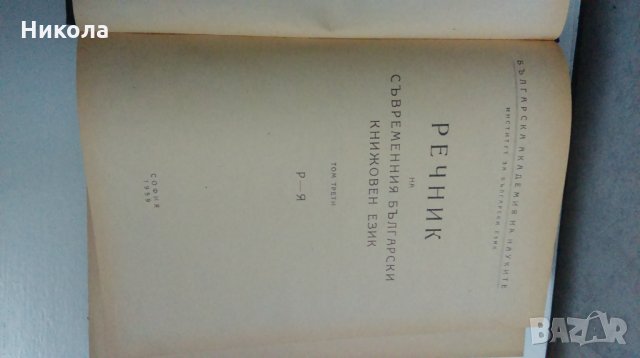 Никола
БЪЛГАРСКА АКАДЕМИЯ НА НАУКИТЕ
ИНСТИТУТ ЗА БЪЛГАРСКИ ЕЗИК
РЕЧНИК
НА
СЪВРЕМЕННИЯ БЪЛГАРСКИ
КНИЖОВЕН ЕЗИК
ТОМ ТРЕТИ
Р—Я
СОФИЯ
1959
BAZAR